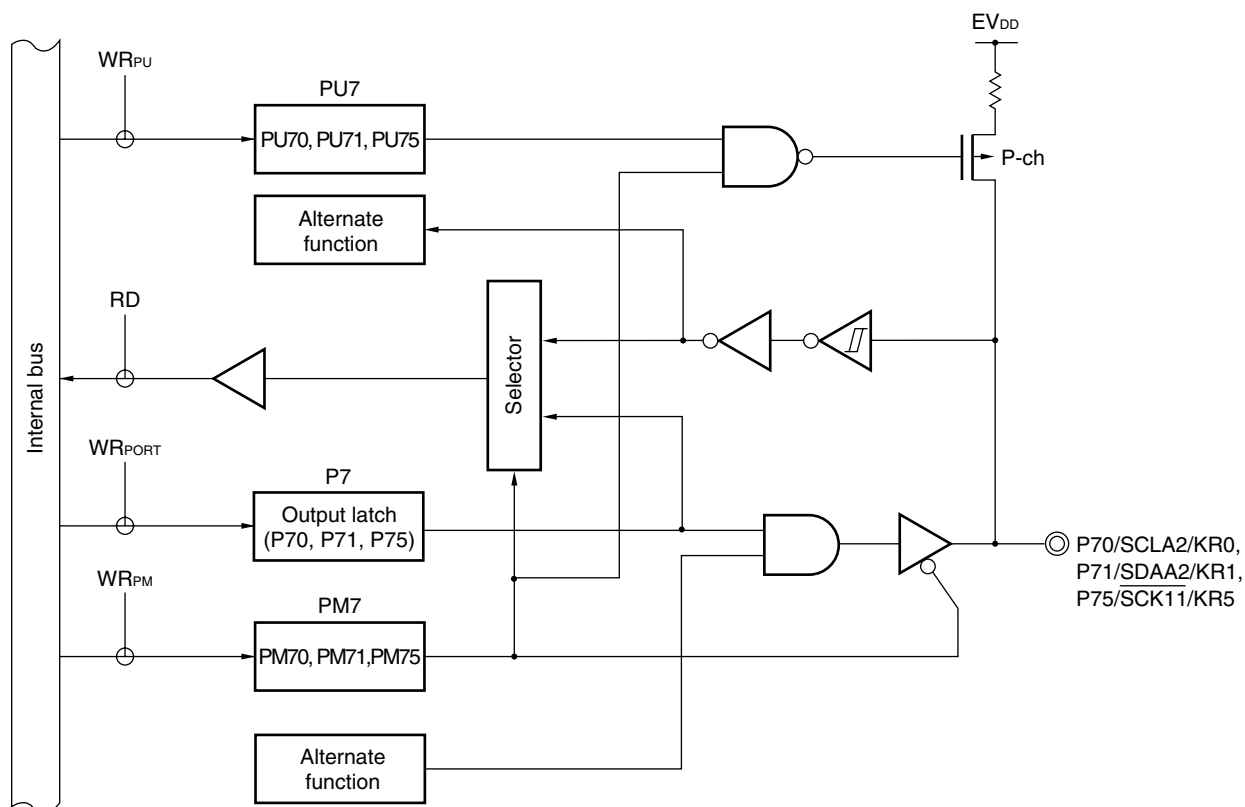 EVDD
WRPU
PU7
PU70, PU71, PU75
P-ch
Alternate
function
RD
Selector
Internal bus
WRPORT
P7
Output latch
(P70, P71, P75)
P70/SCLA2/KR0,
P71/SDAA2/KR1,
P75/SCK11/KR5
WRPM
PM7
PM70, PM71,PM75
Alternate
function